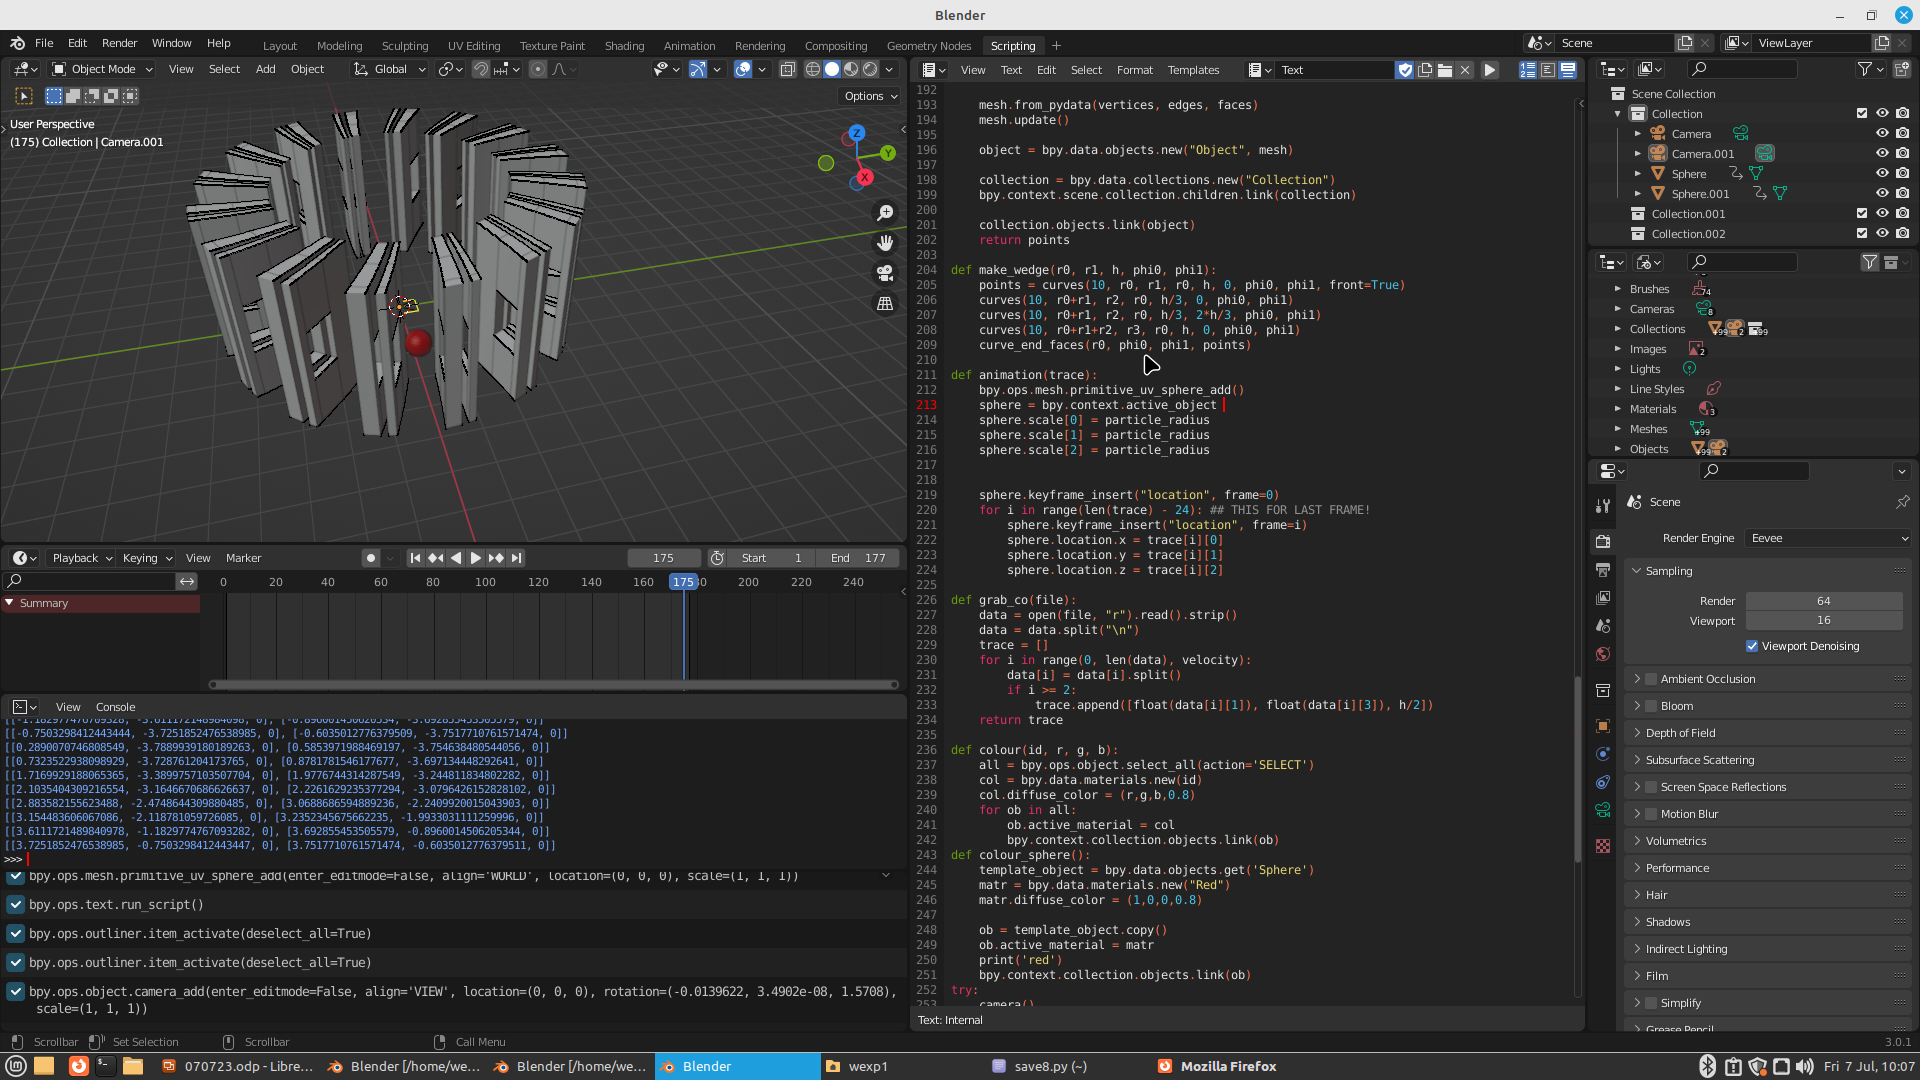 Blender
File Edit Render Window Help
Layout Modeling Sculpting UV Editing Texture Paint Shading Animation Rendering Compositing Geometry Nodes Scripting +
Scene
ViewLayer
Object Mode View Select Add Object Global
Options
User Perspective
(175) Collection | Camera.001
Z
Y
X
Playback Keying View Marker
175 Start 1 End 177
0 20 40 60 80 100 120 140 160 175 200 220 240
Summary
View Console
[[-0.7503298412443444, -3.7251852476538985, 0], [-0.6035012776379509, -3.7517710761571474, 0]]
[[0.2890070746808549, -3.7889939180189263, 0], [0.5853971988469197, -3.754638480544056, 0]]
[[0.7323522938098929, -3.728761204173765, 0], [0.8781781546177677, -3.697134448292641, 0]]
[[1.7169929188065365, -3.3899757103507704, 0], [1.9776744314287549, -3.244811834802282, 0]]
[[2.1035404309216554, -3.1646670686626637, 0], [2.2261629235377294, -3.0796426152828102, 0]]
[[2.883582155623488, -2.4748644309880485, 0], [3.0688686594889236, -2.2409920015043903, 0]]
[[3.154483606067086, -2.118781059726085, 0], [3.2352345675662235, -1.9933031111259996, 0]]
[[3.6111721489840978, -1.1829774767093282, 0], [3.692855453505579, -0.8960014506205344, 0]]
[[3.7251852476538985, -0.7503298412443447, 0], [3.7517710761571474, -0.6035012776379511, 0]]
>>>
bpy.ops.mesh.primitive_uv_sphere_add(enter_editmode=False, align='WORLD', location=(0, 0, 0), scale=(1, 1, 1))
bpy.ops.text.run_script()
bpy.ops.outliner.item_activate(deselect_all=True)
bpy.ops.outliner.item_activate(deselect_all=True)
bpy.ops.object.camera_add(enter_editmode=False, align='VIEW', location=(0, 0, 0), rotation=(-0.0139622, 3.4902e-08, 1.5708),
scale=(1, 1, 1))
View Text Edit Select Format Templates Text
192
193 mesh.from_pydata(vertices, edges, faces)
194 mesh.update()
195
196 object = bpy.data.objects.new("Object", mesh)
197
198 collection = bpy.data.collections.new("Collection")
199 bpy.context.scene.collection.children.link(collection)
200
201 collection.objects.link(object)
202 return points
203
204 def make_wedge(r0, r1, h, phi0, phi1):
205 points = curves(10, r0, r1, r0, h, 0, phi0, phi1, front=True)
206 curves(10, r0+r1, r2, r0, h/3, 0, phi0, phi1)
207 curves(10, r0+r1, r2, r0, h/3, 2*h/3, phi0, phi1)
208 curves(10, r0+r1+r2, r3, r0, h, 0, phi0, phi1)
209 curve_end_faces(r0, phi0, phi1, points)
210
211 def animation(trace):
212 bpy.ops.mesh.primitive_uv_sphere_add()
213 sphere = bpy.context.active_object
214 sphere.scale[0] = particle_radius
215 sphere.scale[1] = particle_radius
216 sphere.scale[2] = particle_radius
217
218
219 sphere.keyframe_insert("location", frame=0)
220 for i in range(len(trace) - 24): ## THIS FOR LAST FRAME!
221 sphere.keyframe_insert("location", frame=i)
222 sphere.location.x = trace[i][0]
223 sphere.location.y = trace[i][1]
224 sphere.location.z = trace[i][2]
225
226 def grab_co(file):
227 data = open(file, "r").read().strip()
228 data = data.split("\n")
229 trace = []
230 for i in range(0, len(data), velocity):
231 data[i] = data[i].split()
232 if i >= 2:
233 trace.append([float(data[i][1]), float(data[i][3]), h/2])
234 return trace
235
236 def colour(id, r, g, b):
237 all = bpy.ops.object.select_all(action='SELECT')
238 col = bpy.data.materials.new(id)
239 col.diffuse_color = (r,g,b,0.8)
240 for ob in all:
241 ob.active_material = col
242 bpy.context.collection.objects.link(ob)
243 def colour_sphere():
244 template_object = bpy.data.objects.get('Sphere')
245 matr = bpy.data.materials.new("Red")
246 matr.diffuse_color = (1,0,0,0.8)
247
248 ob = template_object.copy()
249 ob.active_material = matr
250 print('red')
251 bpy.context.collection.objects.link(ob)
252 try:
253 camera()
Text: Internal
Scene Collection
Collection
Camera
Camera.001
Sphere
Sphere.001
Collection.001
Collection.002
Brushes 74
Cameras 8
Collections +99 2 +99
Images 2
Lights
Line Styles
Materials 3
Meshes +99
Objects +99 2
Scene
Render Engine Eevee
Sampling
Render 64
Viewport 16
Viewport Denoising
Ambient Occlusion
Bloom
Depth of Field
Subsurface Scattering
Screen Space Reflections
Motion Blur
Volumetrics
Performance
Hair
Shadows
Indirect Lighting
Film
Simplify
Grease Pencil
Scrollbar Set Selection Scrollbar Call Menu 3.0.1
070723.odp - Libre... Blender [/home/we... Blender [/home/we... Blender wexp1 save8.py (~) Mozilla Firefox Fri 7 Jul, 10:07